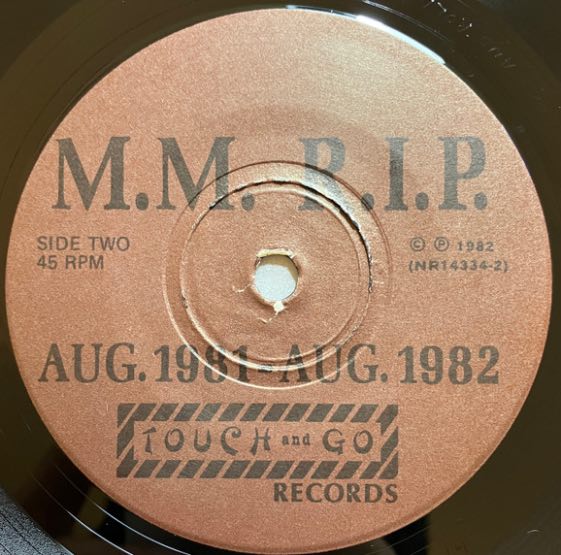 M.M. R.I.P.
SIDE TWO
45 RPM
© ℗ 1982
(NR14334-2)
AUG. 1981-AUG. 1982
TOUCH and GO
RECORDS